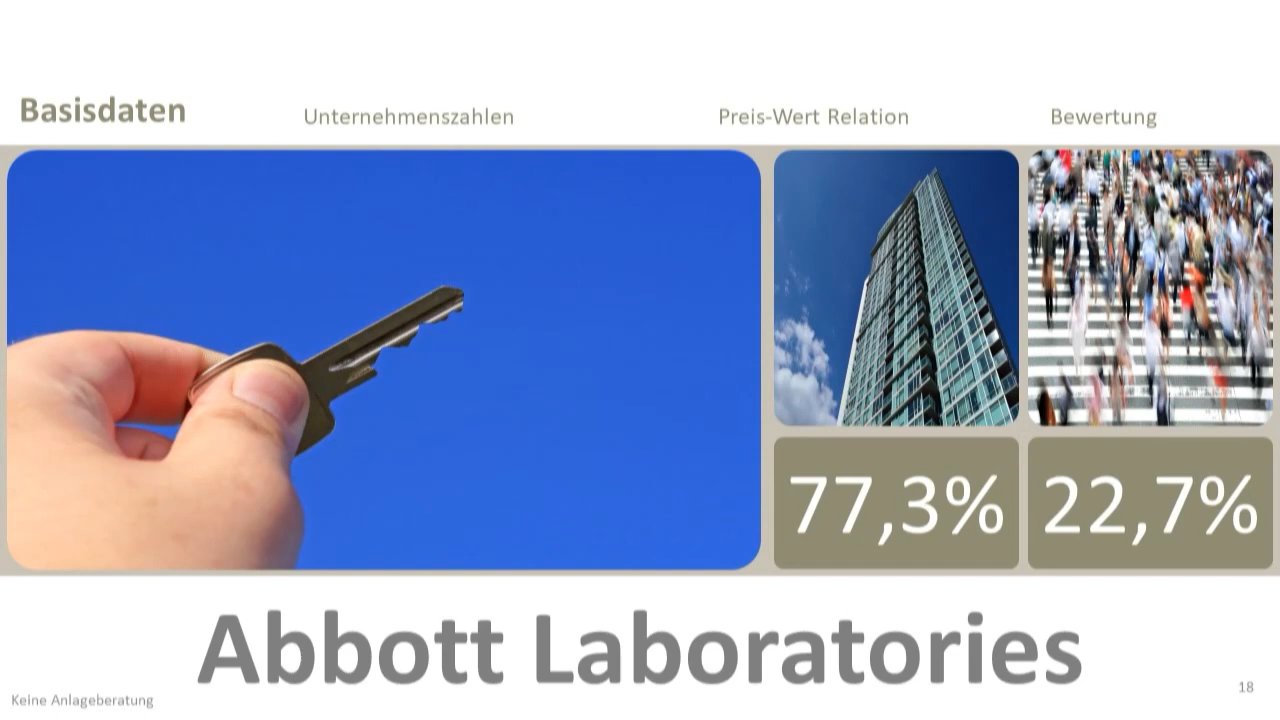 Basisdaten
Unternehmenszahlen
Preis-Wert Relation
Bewertung
77,3%
22,7%
Abbott Laboratories
Keine Anlageberatung
18